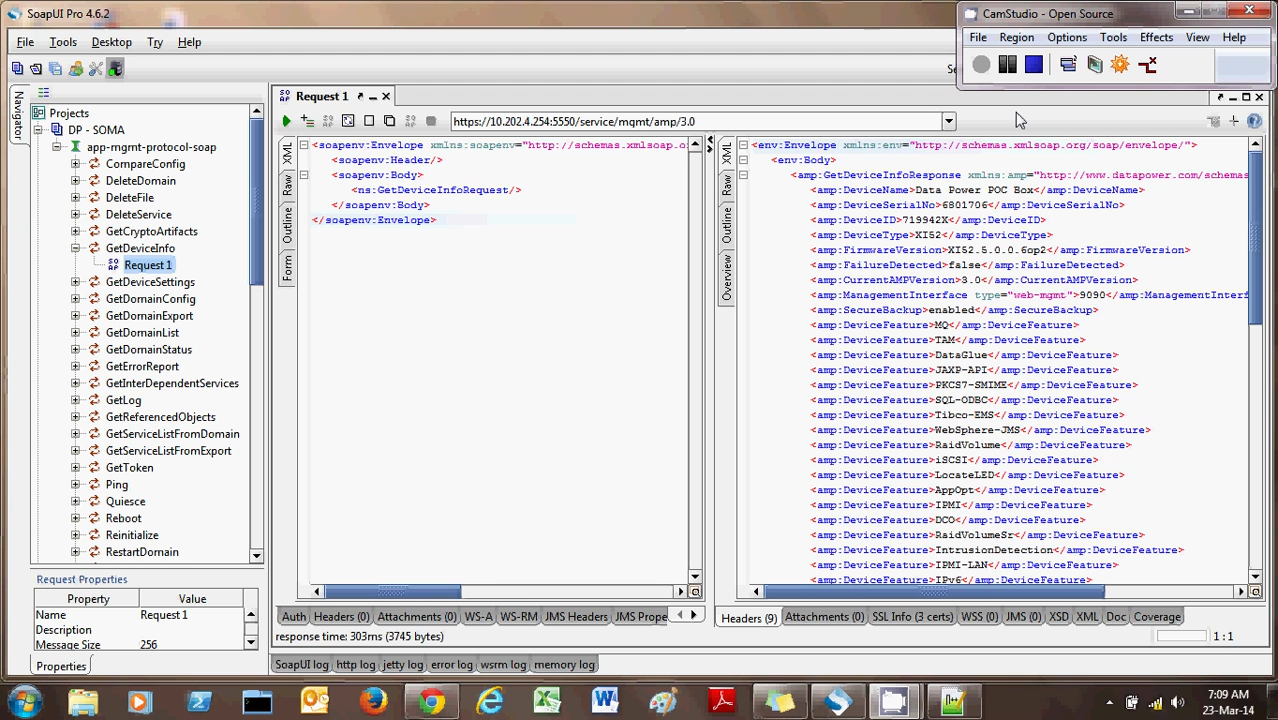 SoapUI Pro 4.6.2
CamStudio - Open Source
File Tools Desktop Try Help
File Region Options Tools Effects View Help
Navigator
Projects
DP - SOMA
app-mgmt-protocol-soap
CompareConfig
DeleteDomain
DeleteFile
DeleteService
GetCryptoArtifacts
GetDeviceInfo
Request 1
GetDeviceSettings
GetDomainConfig
GetDomainExport
GetDomainList
GetDomainStatus
GetErrorReport
GetInterDependentServices
GetLog
GetReferencedObjects
GetServiceListFromDomain
GetServiceListFromExport
GetToken
Ping
Quiesce
Reboot
Reinitialize
RestartDomain
Request Properties
Property Value
Name Request 1
Description
Message Size 256
Properties
Request 1
https://10.202.4.254:5550/service/mqmt/amp/3.0
XML
Raw
Outline
Form
<soapenv:Envelope xmlns:soapenv="http://schemas.xmlsoap.o
<soapenv:Header/>
<soapenv:Body>
<ns:GetDeviceInfoRequest/>
</soapenv:Body>
</soapenv:Envelope>
XML
Raw
Outline
Overview
<env:Envelope xmlns:env="http://schemas.xmlsoap.org/soap/envelope/">
<env:Body>
<amp:GetDeviceInfoResponse xmlns:amp="http://www.datapower.com/schemas
<amp:DeviceName>Data Power POC Box</amp:DeviceName>
<amp:DeviceSerialNo>6801706</amp:DeviceSerialNo>
<amp:DeviceID>719942X</amp:DeviceID>
<amp:DeviceType>XI52</amp:DeviceType>
<amp:FirmwareVersion>XI52.5.0.0.6op2</amp:FirmwareVersion>
<amp:FailureDetected>false</amp:FailureDetected>
<amp:CurrentAMPVersion>3.0</amp:CurrentAMPVersion>
<amp:ManagementInterface type="web-mgmt">9090</amp:ManagementInterf
<amp:SecureBackup>enabled</amp:SecureBackup>
<amp:DeviceFeature>MQ</amp:DeviceFeature>
<amp:DeviceFeature>TAM</amp:DeviceFeature>
<amp:DeviceFeature>DataGlue</amp:DeviceFeature>
<amp:DeviceFeature>JAXP-API</amp:DeviceFeature>
<amp:DeviceFeature>PKCS7-SMIME</amp:DeviceFeature>
<amp:DeviceFeature>SQL-ODBC</amp:DeviceFeature>
<amp:DeviceFeature>Tibco-EMS</amp:DeviceFeature>
<amp:DeviceFeature>WebSphere-JMS</amp:DeviceFeature>
<amp:DeviceFeature>RaidVolume</amp:DeviceFeature>
<amp:DeviceFeature>iSCSI</amp:DeviceFeature>
<amp:DeviceFeature>LocateLED</amp:DeviceFeature>
<amp:DeviceFeature>AppOpt</amp:DeviceFeature>
<amp:DeviceFeature>IPMI</amp:DeviceFeature>
<amp:DeviceFeature>DCO</amp:DeviceFeature>
<amp:DeviceFeature>RaidVolumeSr</amp:DeviceFeature>
<amp:DeviceFeature>IntrusionDetection</amp:DeviceFeature>
<amp:DeviceFeature>IPMI-LAN</amp:DeviceFeature>
<amp:DeviceFeature>IPv6</amp:DeviceFeature>
Auth Headers (0) Attachments (0) WS-A WS-RM JMS Headers JMS Prope
Headers (9) Attachments (0) SSL Info (3 certs) WSS (0) JMS (0) XSD XML Doc Coverage
response time: 303ms (3745 bytes)
1:1
SoapUI log http log jetty log error log wsrm log memory log
7:09 AM
23-Mar-14